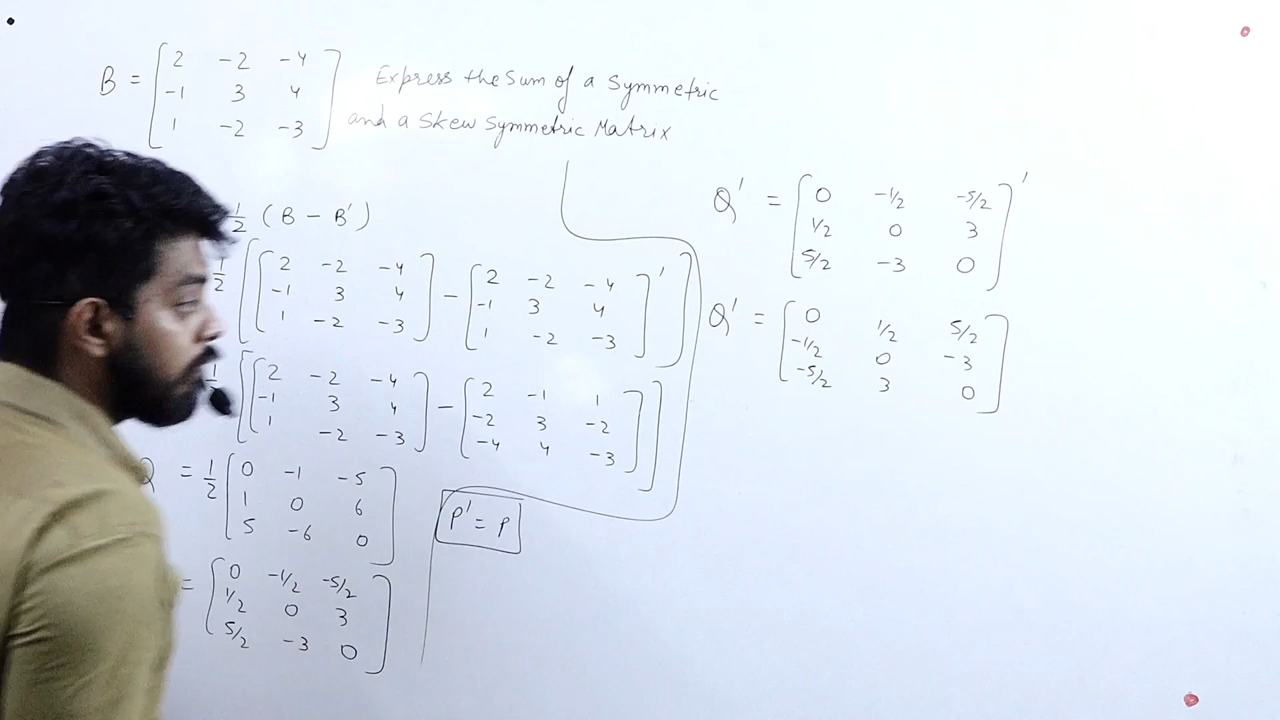 B = [ 2 -2 -4
-1 3 4
1 -2 -3 ]
Express the Sum of a Symmetric
and a Skew Symmetric Matrix
1/2 ( B - B' )
1/2 [ [ 2 -2 -4
-1 3 4
1 -2 -3 ] - [ 2 -2 -4
-1 3 4
1 -2 -3 ]' ]
1/2 [ [ 2 -2 -4
-1 3 4
1 -2 -3 ] - [ 2 -1 1
-2 3 -2
-4 4 -3 ] ]
Q = 1/2 [ 0 -1 -5
1 0 6
5 -6 0 ]
= [ 0 -1/2 -5/2
1/2 0 3
5/2 -3 0 ]
P' = P
Q' = [ 0 -1/2 -5/2
1/2 0 3
5/2 -3 0 ]'
Q' = [ 0 1/2 5/2
-1/2 0 -3
-5/2 3 0 ]